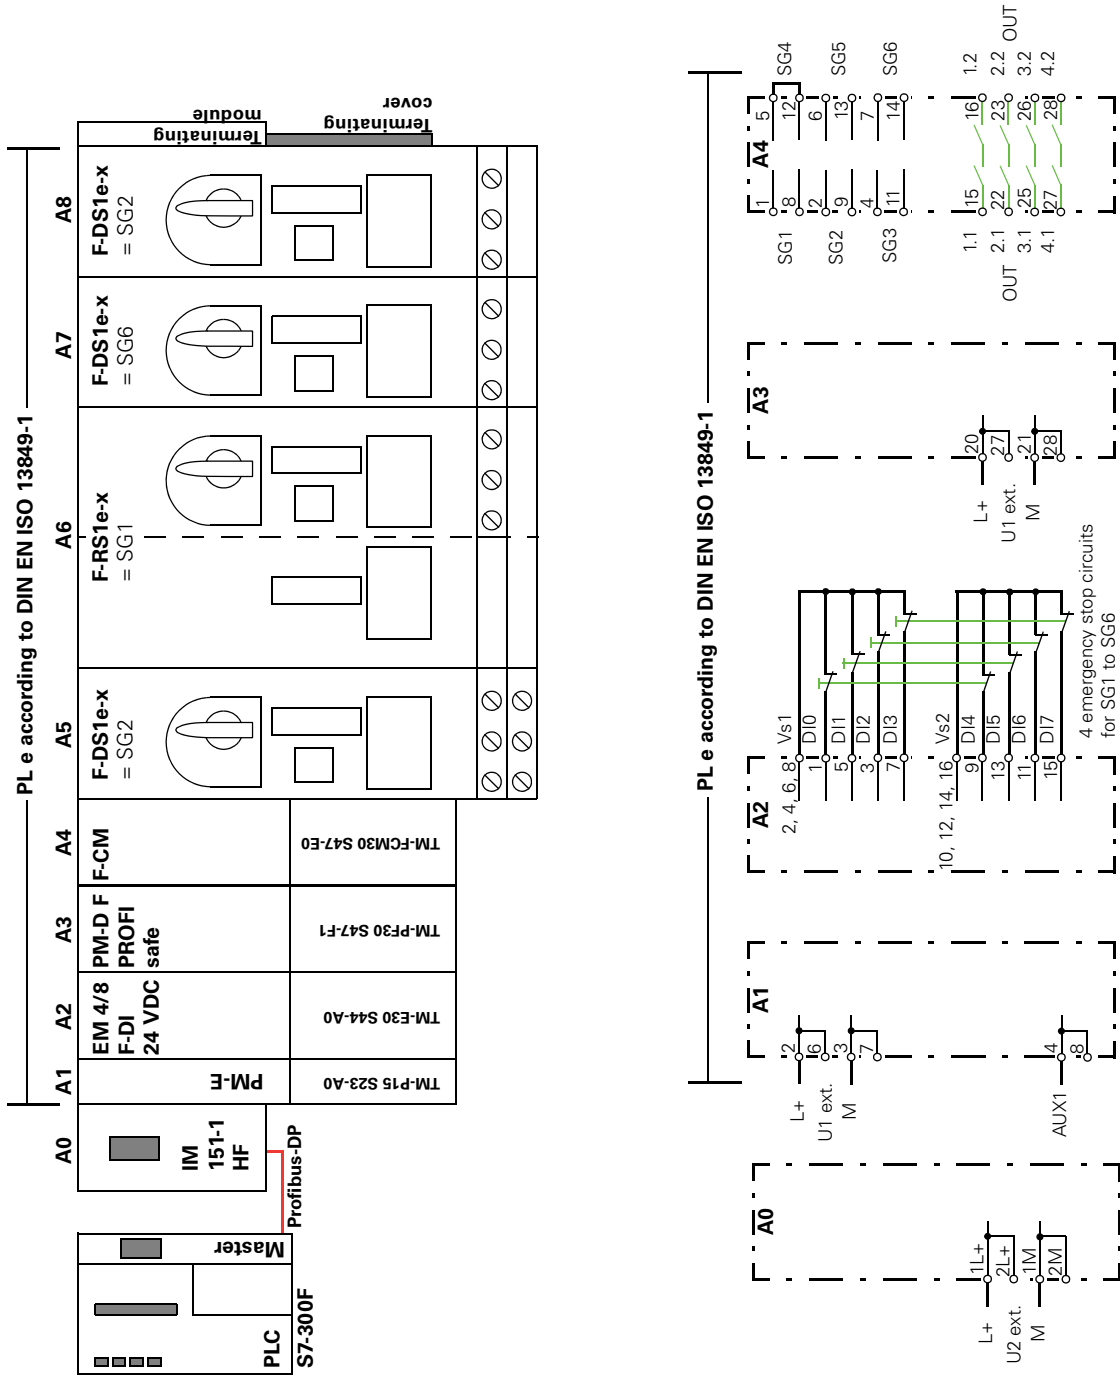 PL e according to DIN EN ISO 13849-1
A0
A1
A2
A3
A4
A5
A6
A7
A8
PLC
S7-300F
Master
Profibus-DP
IM
151-1
HF
PM-E
TM-P15 S23-A0
EM 4/8
F-DI
24 VDC
TM-E30 S44-A0
PM-D F
PROFI
safe
TM-PF30 S47-F1
F-CM
TM-FCM30 S47-E0
F-DS1e-x
= SG2
F-RS1e-x
= SG1
F-DS1e-x
= SG6
F-DS1e-x
= SG2
Terminating
module
Terminating
cover
PL e according to DIN EN ISO 13849-1
A0
1L+
2L+
1M
2M
L+
U2 ext.
M
A1
2
6
3
7
4
8
L+
U1 ext.
M
AUX1
A2
2, 4, 6, 8
1
5
3
7
10, 12, 14, 16
9
13
11
15
Vs1
DI0
DI1
DI2
DI3
Vs2
DI4
DI5
DI6
DI7
4 emergency stop circuits
for SG1 to SG6
A3
20
27
21
28
L+
U1 ext.
M
A4
1
8
2
9
4
11
15
22
25
27
SG1
SG2
SG3
1.1
2.1
3.1
4.1
OUT
5
12
6
13
7
14
16
23
26
28
SG4
SG5
SG6
1.2
2.2
3.2
4.2
OUT